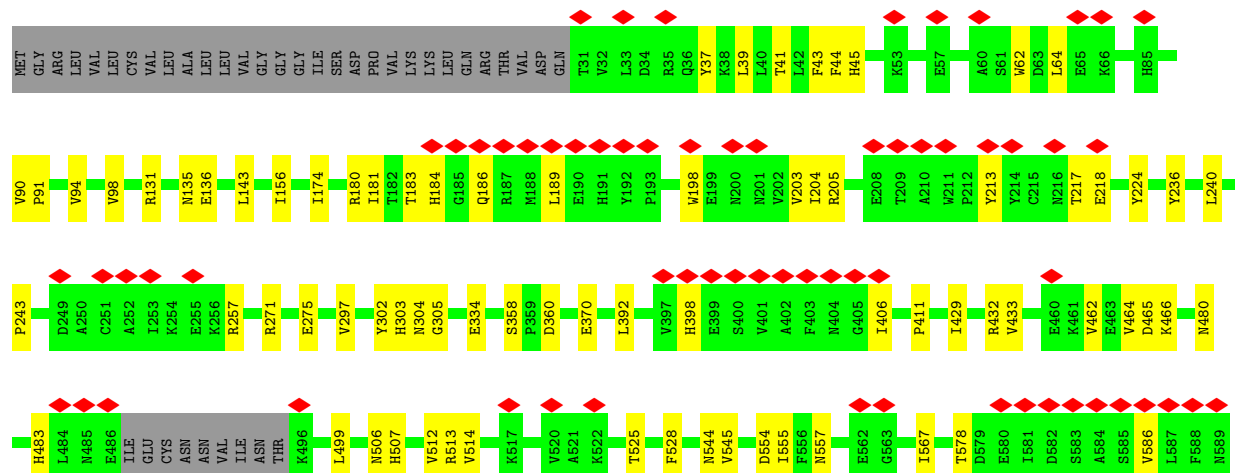 MET GLY ARG LEU VAL LEU CYS VAL LEU ALA LEU LEU VAL GLY GLY GLY ILE SER ASP PRO VAL LYS LYS LEU GLN ARG THR VAL ASP GLN T31 V32 L33 D34 R35 Q36 Y37 K38 L39 L40 T41 L42 F43 F44 H45 K53 E57 A60 S61 W62 D63 L64 E65 K66 H85
V90 P91 V94 V98 R131 N135 E136 L143 I156 I174 R180 I181 T182 T183 H184 G185 Q186 R187 M188 L189 E190 H191 Y192 P193 W198 E199 N200 N201 V202 V203 I204 R205 E208 T209 A210 W211 P212 Y213 Y214 C215 N216 T217 E218 Y224 Y236 L240
P243 D249 A250 C251 A252 I253 K254 E255 K256 R257 R271 E275 V297 Y302 H303 N304 G305 E334 S358 P359 D360 E370 L392 V397 H398 E399 S400 V401 A402 F403 N404 G405 I406 P411 I429 R432 V433 E460 K461 V462 E463 V464 D465 K466 N480
H483 L484 N485 E486 ILE GLU CYS ASN ASN VAL ILE ASN THR K496 L499 N506 H507 V512 R513 V514 K517 V520 A521 K522 T525 F528 N544 V545 D554 I555 F556 N557 E562 G563 I567 T578 D579 E580 I581 D582 S583 A584 S585 V586 L587 F588 N589